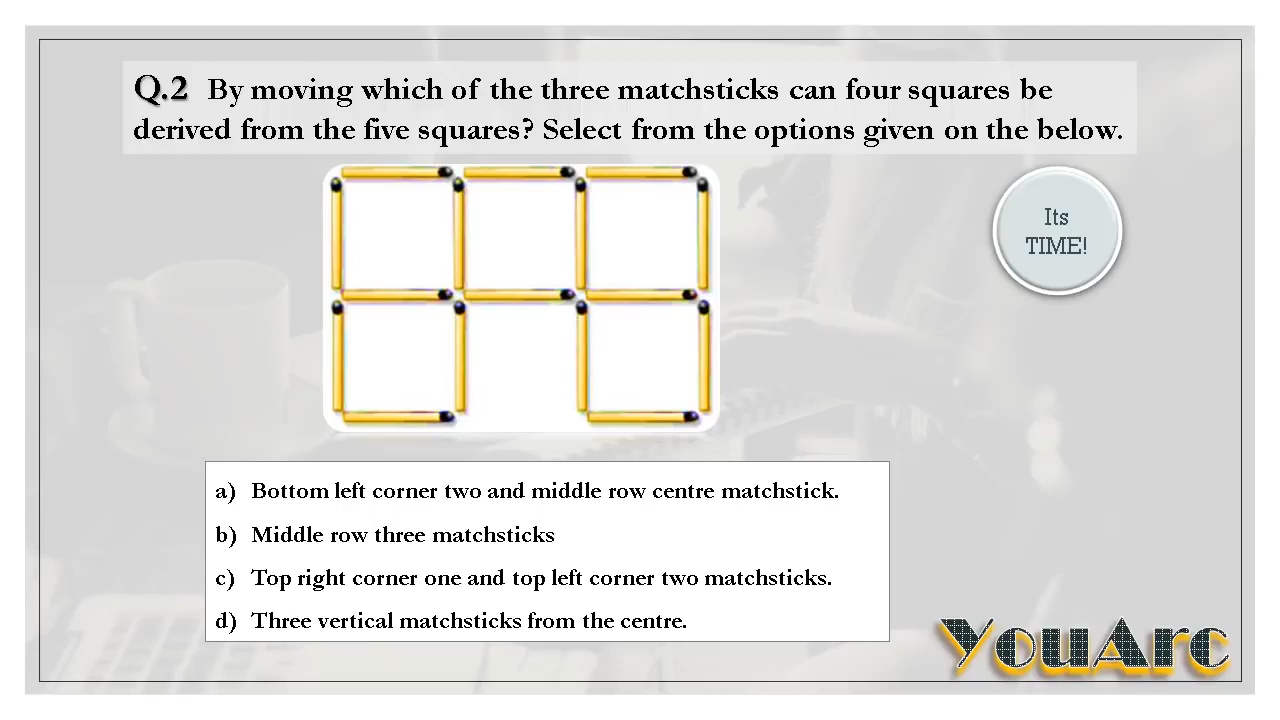 Q.2 By moving which of the three matchsticks can four squares be
derived from the five squares? Select from the options given on the below.
Its
TIME!
a) Bottom left corner two and middle row centre matchstick.
b) Middle row three matchsticks
c) Top right corner one and top left corner two matchsticks.
d) Three vertical matchsticks from the centre.
YouArc